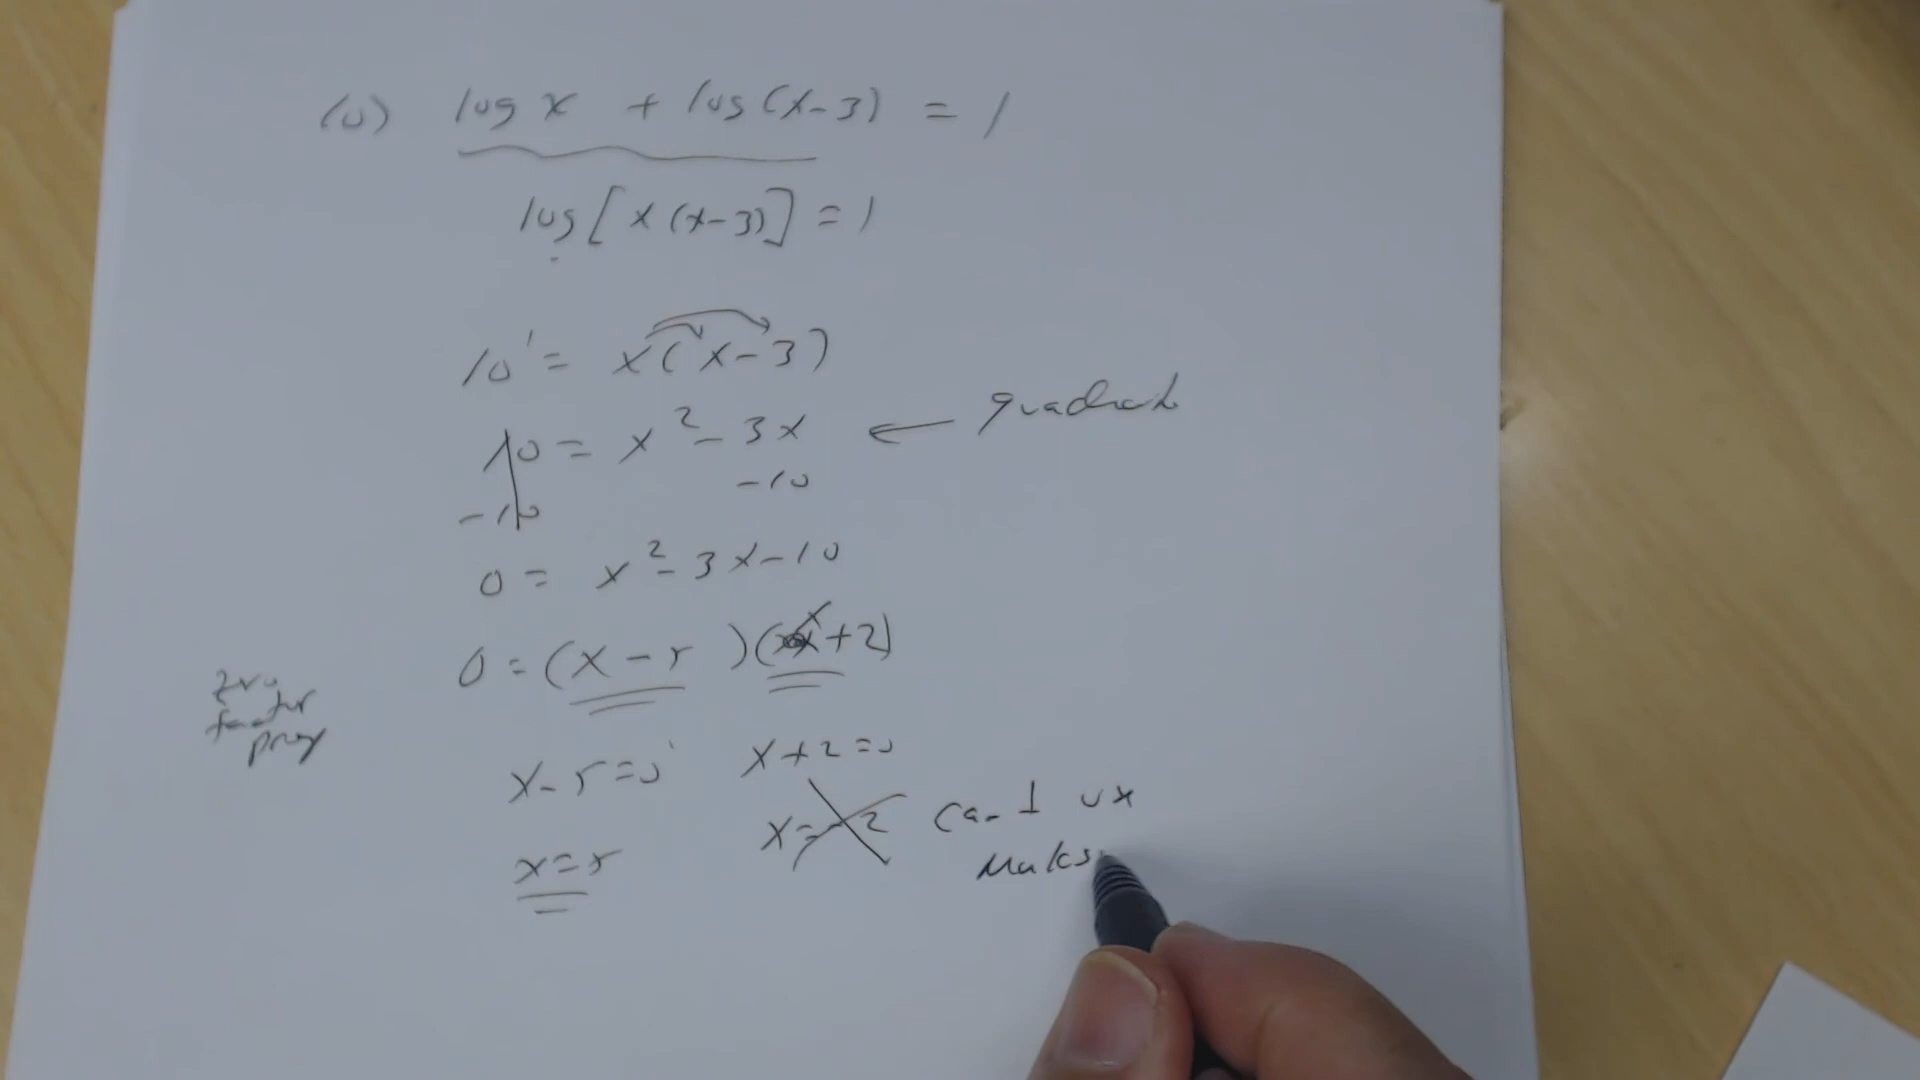 (u) log x + log (x-3) = 1
log [x (x-3)] = 1
10¹ = x(x-3)
10 = x² - 3x ←
-10 -10
0 = x² - 3x - 10
0 = (x - 5)(x+2)
zero
factor
prop
x-5=0 x+2=0
x=5 x=-2 can't use
makes